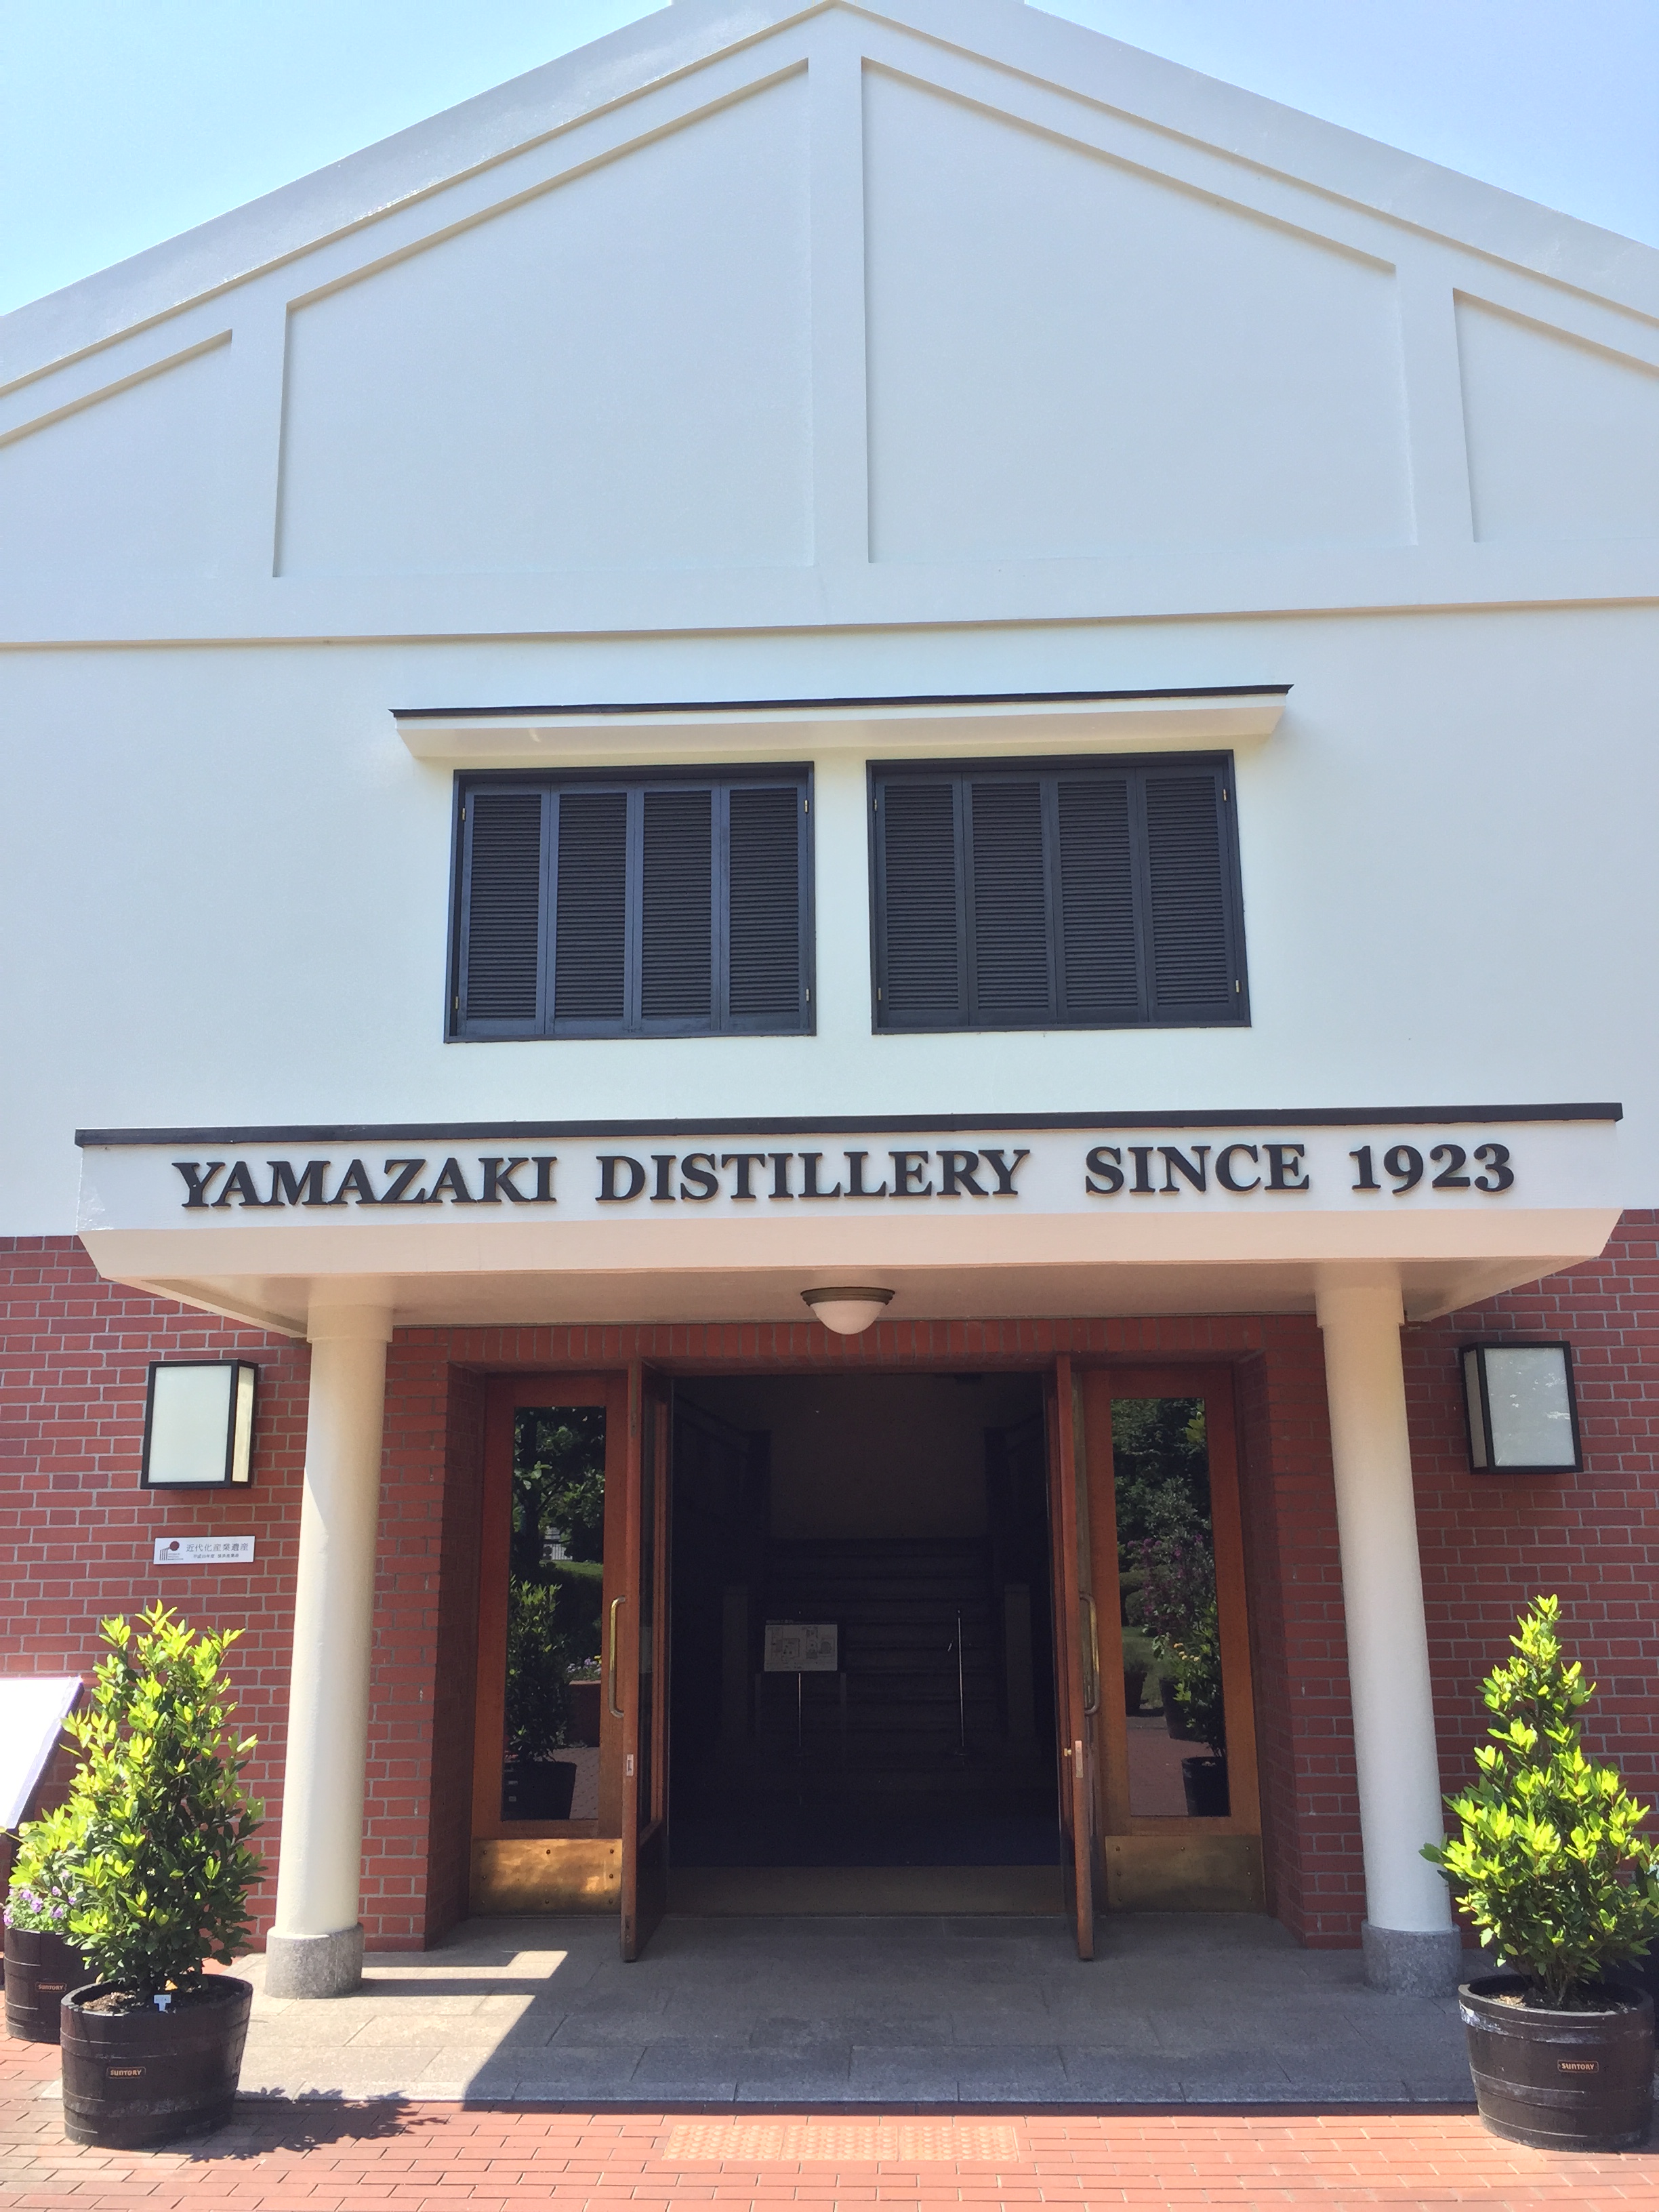 YAMAZAKI DISTILLERY SINCE 1923
近代化産業遺産
SUNTORY
SUNTORY
SUNTORY